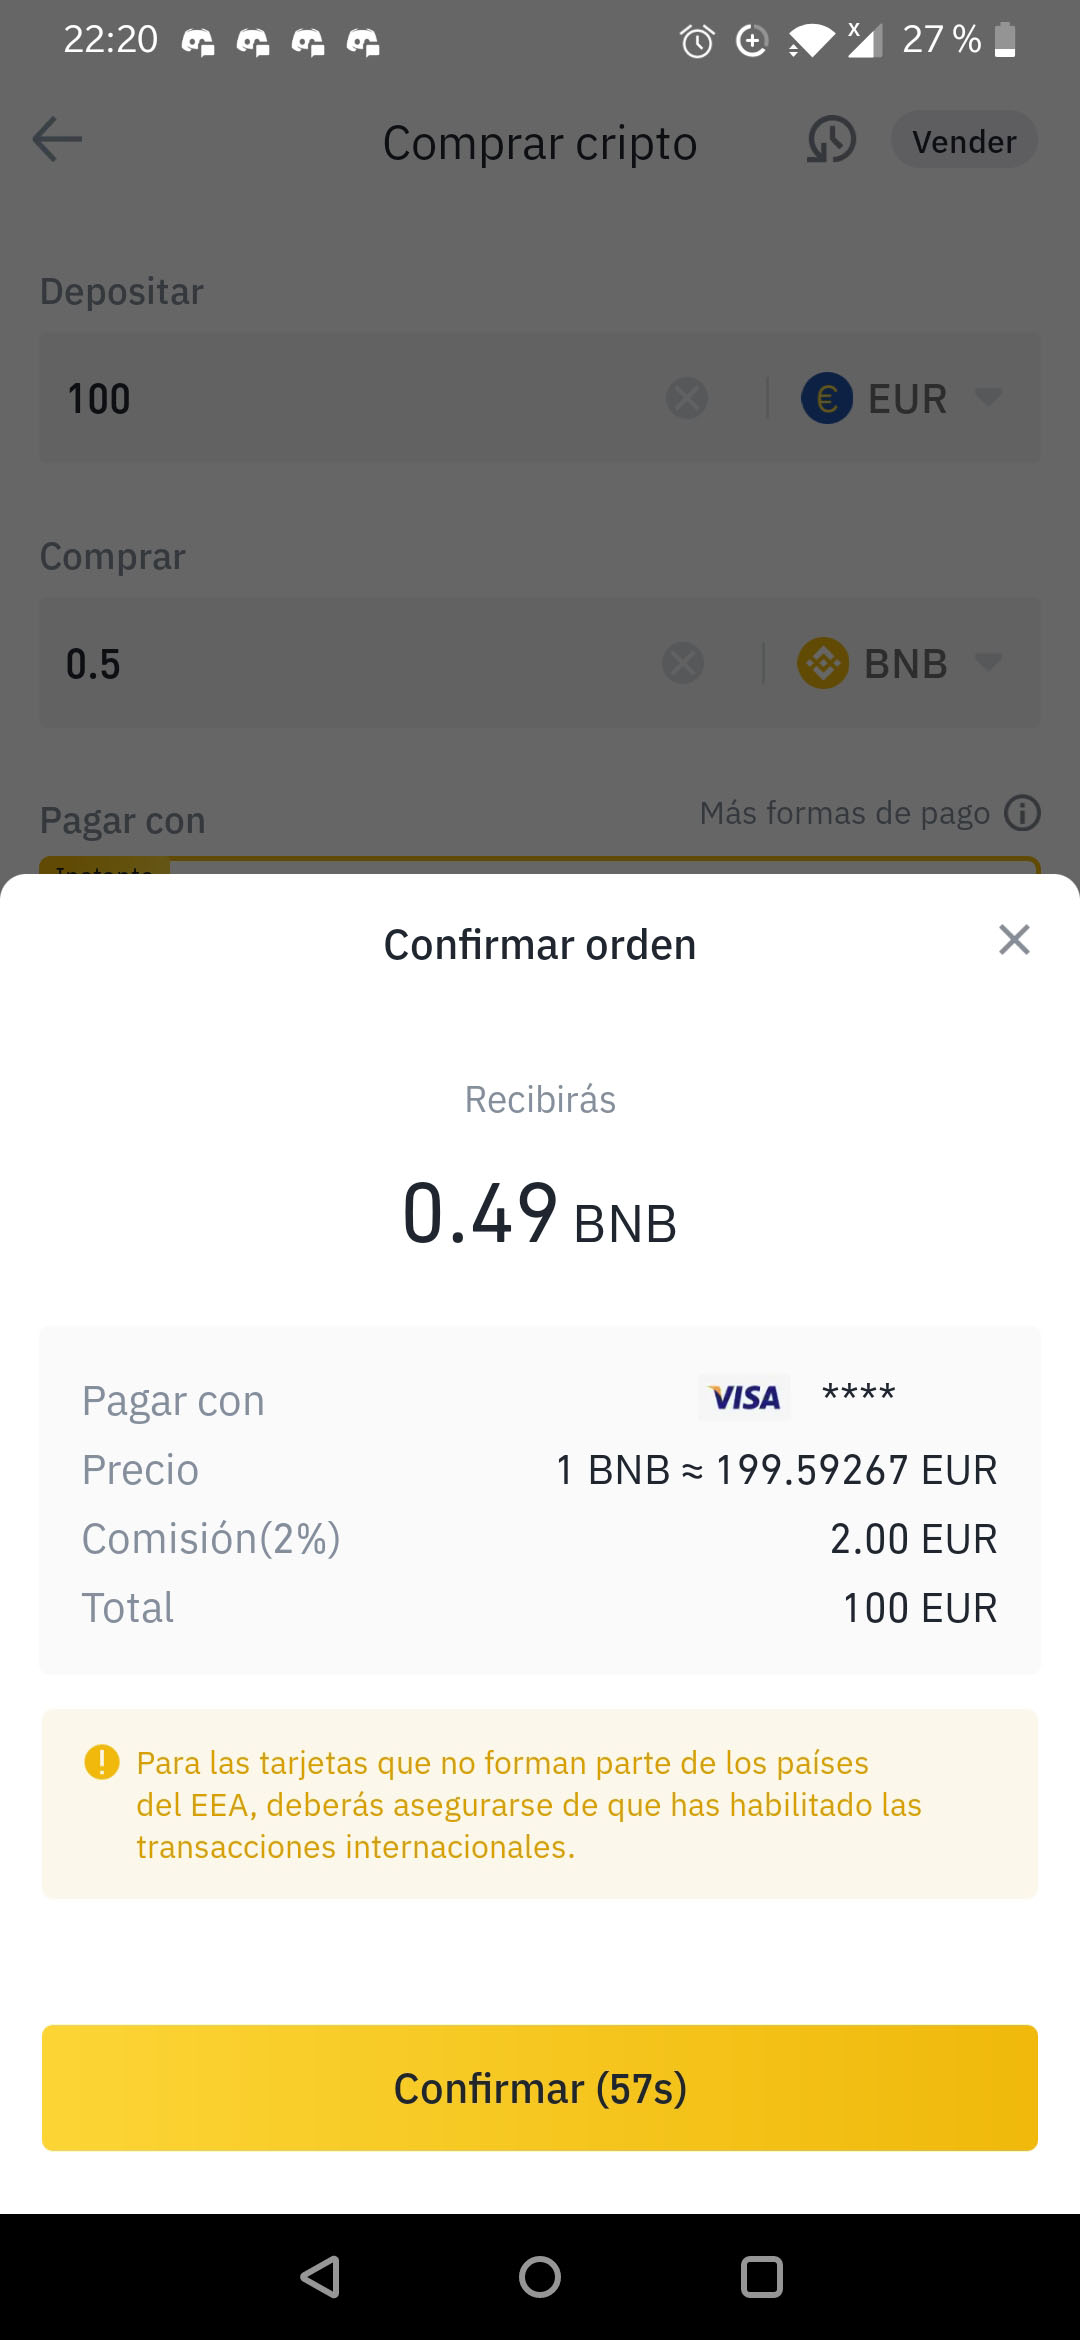 22:20 27 %
Comprar cripto Vender
Depositar
100 € EUR
Comprar
0.5 BNB
Pagar con Más formas de pago
Confirmar orden
Recibirás
0.49 BNB
Pagar con VISA ****
Precio 1 BNB ≈ 199.59267 EUR
Comisión(2%) 2.00 EUR
Total 100 EUR
Para las tarjetas que no forman parte de los países
del EEA, deberás asegurarse de que has habilitado las
transacciones internacionales.
Confirmar (57s)